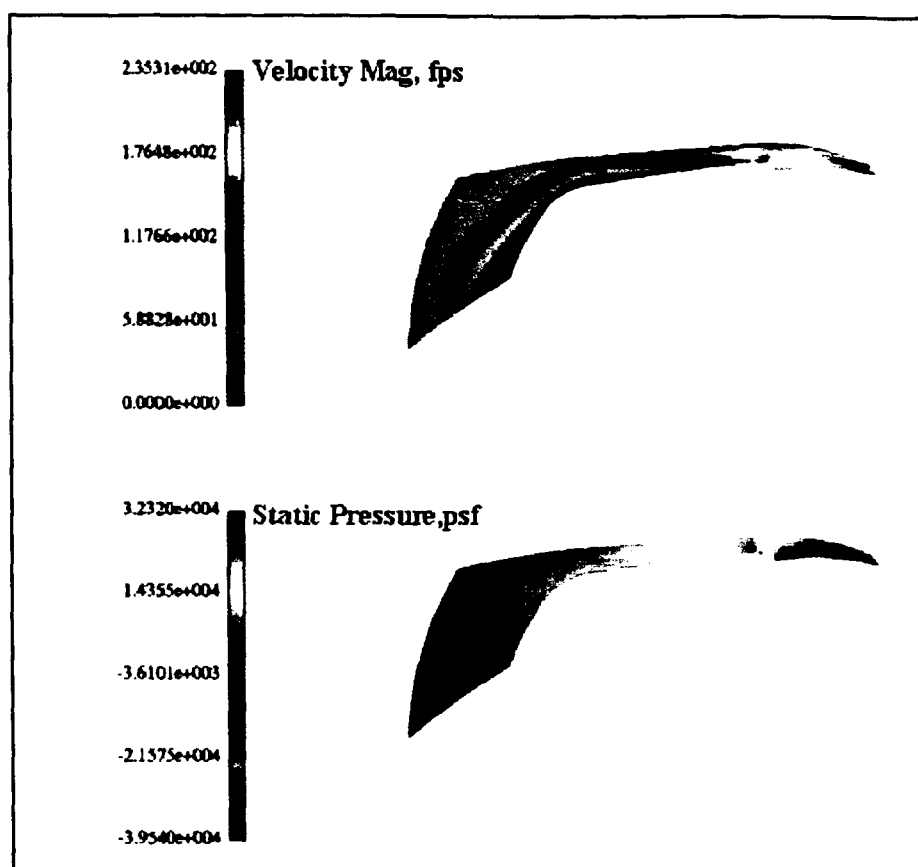 2.3531e+002
Velocity Mag, fps
1.7648e+002
1.1766e+002
5.8828e+001
0.0000e+000
3.2320e+004
Static Pressure,psf
1.4355e+004
-3.6101e+003
-2.1575e+004
-3.9540e+004